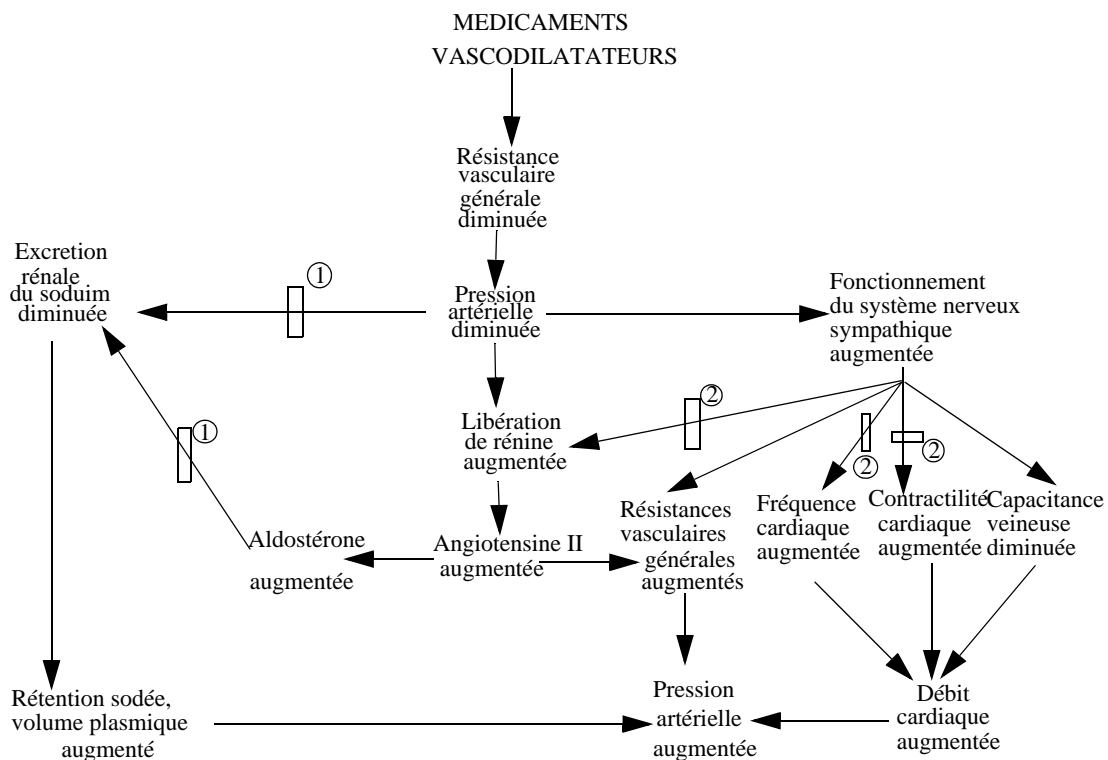 MEDICAMENTS
VASCODILATATEURS
Résistance
vasculaire
générale
diminuée
Excretion
rénale
du soduim
diminuée
①
Pression
artérielle
diminuée
Fonctionnement
du système nerveux
sympathique
augmentée
①
Libération
de rénine
augmentée
②
②
②
Aldostérone
augmentée
Angiotensine II
augmentée
Résistances
vasculaires
générales
augmentés
Fréquence
cardiaque
augmentée
Contractilité
cardiaque
augmentée
Capacitance
veineuse
diminuée
Rétention sodée,
volume plasmique
augmenté
Pression
artérielle
augmentée
Débit
cardiaque
augmentée